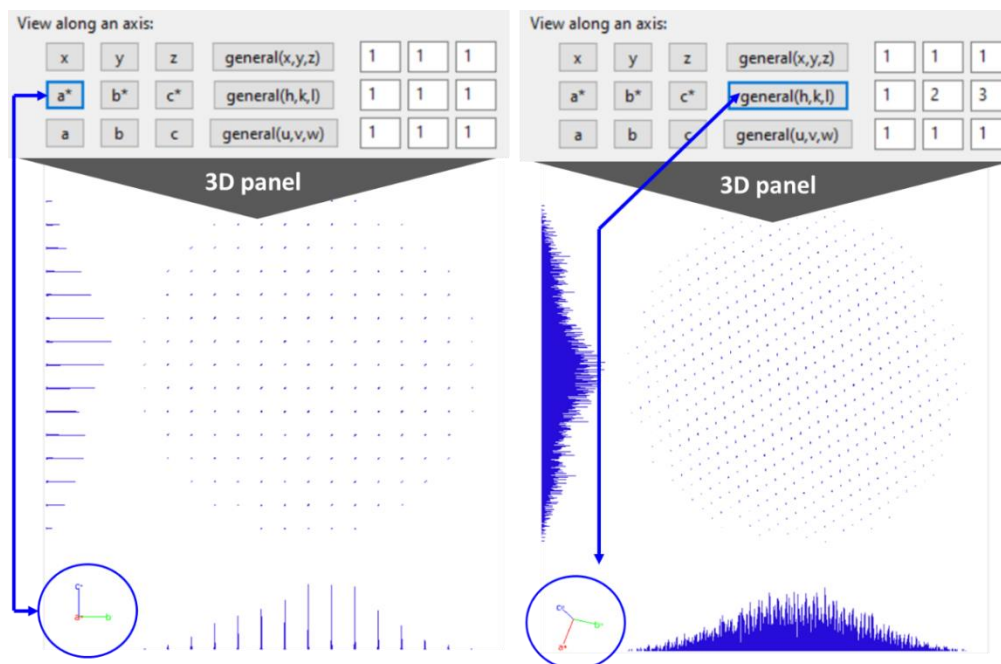 View along an axis:
x y z general(x,y,z) 1 1 1
a* b* c* general(h,k,l) 1 1 1
a b c general(u,v,w) 1 1 1
3D panel
c*
a* b
View along an axis:
x y z general(x,y,z) 1 1 1
a* b* c* general(h,k,l) 1 2 3
a b c general(u,v,w) 1 1 1
3D panel
c*
b*
a*